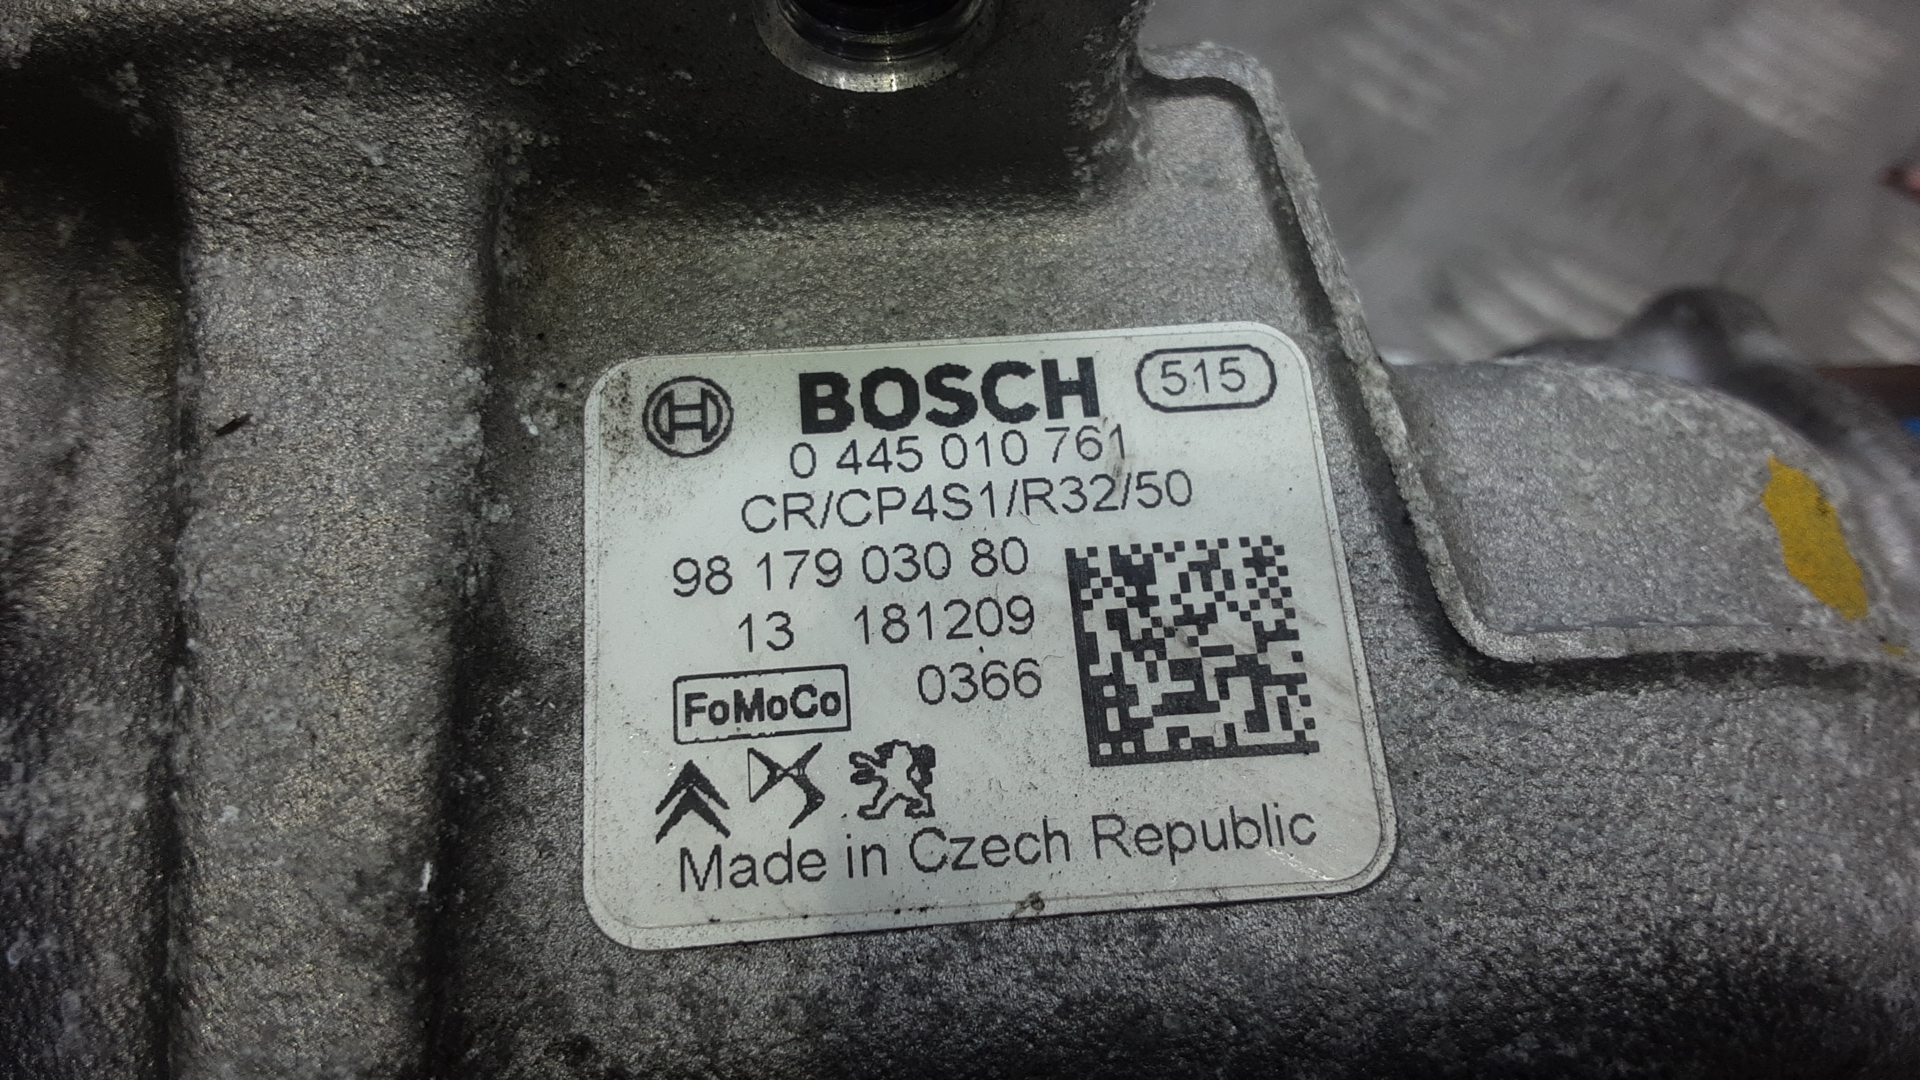 BOSCH 515
0 445 010 761
CR/CP4S1/R32/50
98 179 030 80
13 181209
0366
FoMoCo
Made in Czech Republic